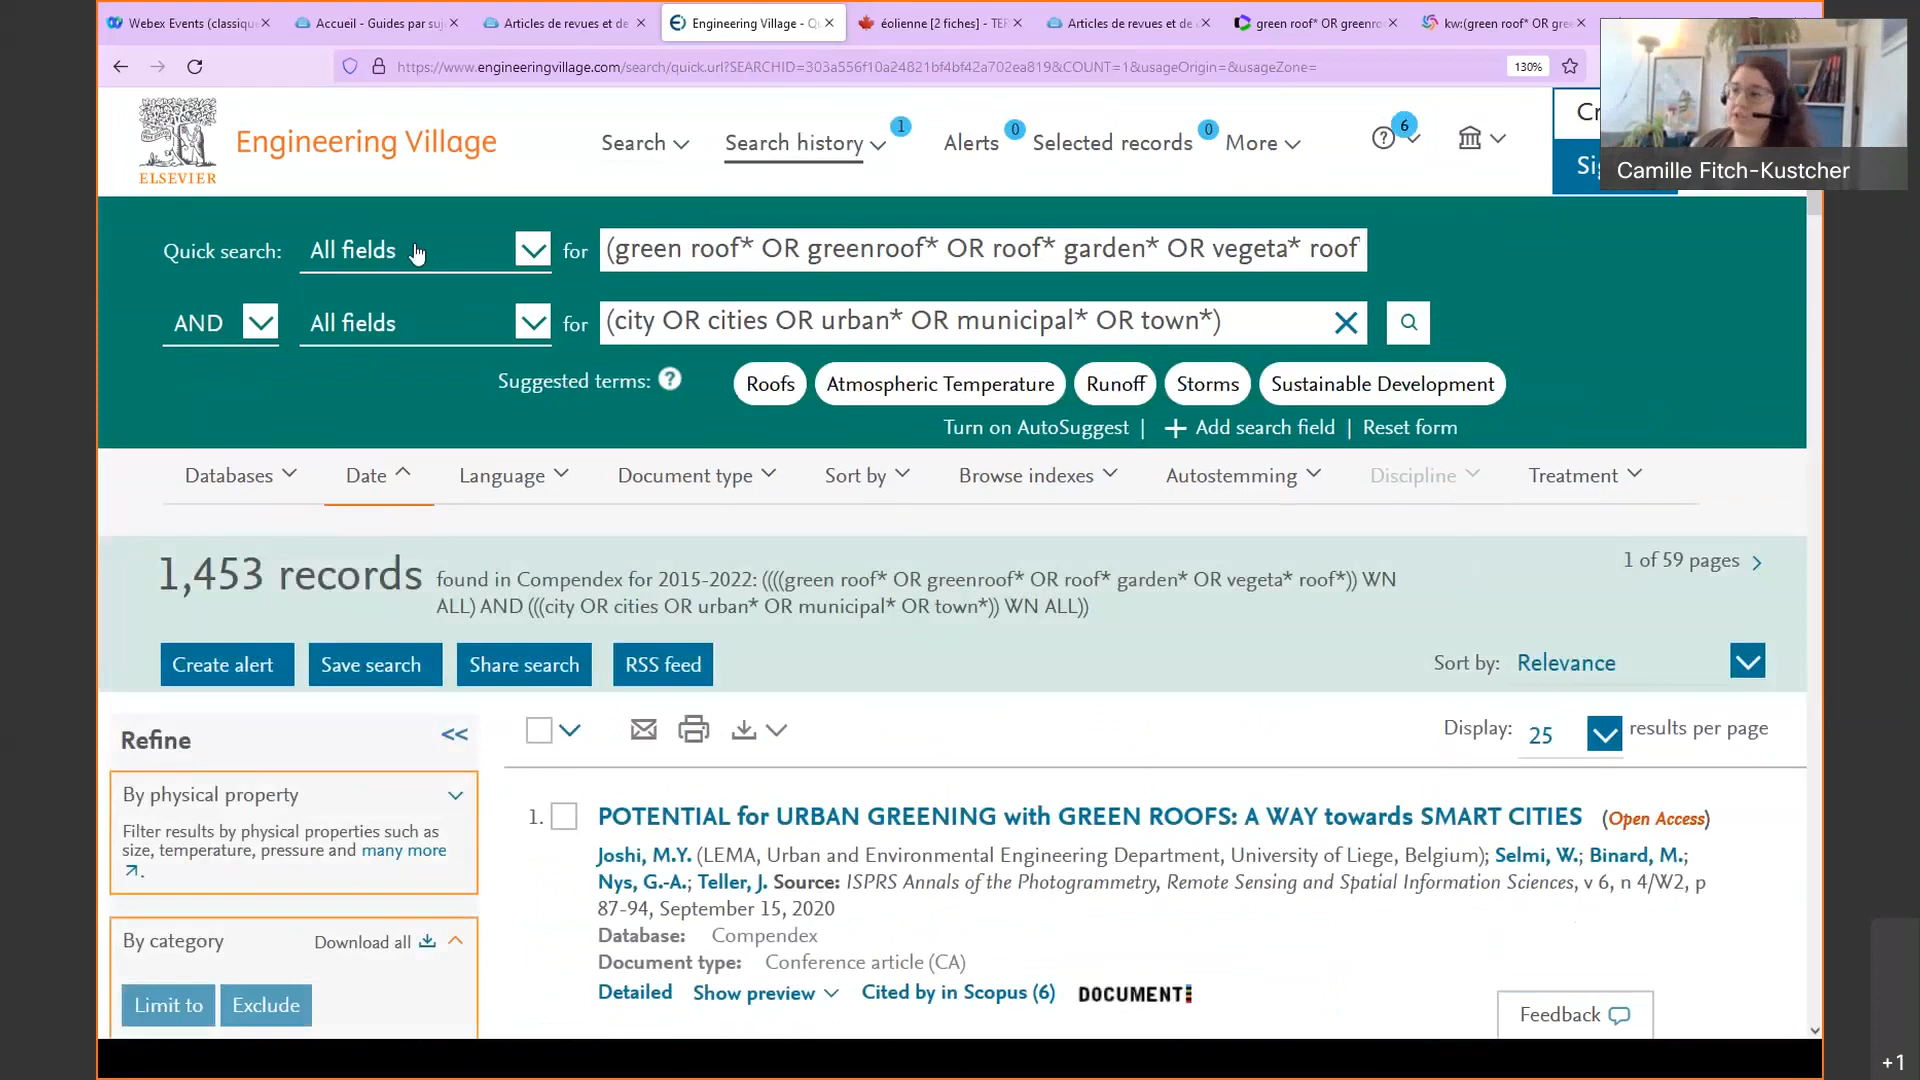 Webex Events (classique
Accueil - Guides par suj
Articles de revues et de
Engineering Village - Q
éolienne [2 fiches] - TER
Articles de revues et de c
green roof* OR greenro
kw:(green roof* OR gre
https://www.engineeringvillage.com/search/quick.url?SEARCHID=303a556f10a24821bf4bf42a702ea819&COUNT=1&usageOrigin=&usageZone=
130%
ELSEVIER
Engineering Village
Search
Search history
1
Alerts
0
Selected records
0
More
6
Cr
Sig
Camille Fitch-Kustcher
Quick search:
All fields
for
(green roof* OR greenroof* OR roof* garden* OR vegeta* roof
AND
All fields
for
(city OR cities OR urban* OR municipal* OR town*)
Suggested terms:
Roofs
Atmospheric Temperature
Runoff
Storms
Sustainable Development
Turn on AutoSuggest | + Add search field | Reset form
Databases
Date
Language
Document type
Sort by
Browse indexes
Autostemming
Discipline
Treatment
1,453 records
found in Compendex for 2015-2022: ((((green roof* OR greenroof* OR roof* garden* OR vegeta* roof*)) WN
ALL) AND (((city OR cities OR urban* OR municipal* OR town*)) WN ALL))
1 of 59 pages >
Create alert
Save search
Share search
RSS feed
Sort by: Relevance
Refine
<<
Display: 25 results per page
By physical property
Filter results by physical properties such as
size, temperature, pressure and many more
.
By category
Download all
Limit to
Exclude
1.
POTENTIAL for URBAN GREENING with GREEN ROOFS: A WAY towards SMART CITIES (Open Access)
Joshi, M.Y. (LEMA, Urban and Environmental Engineering Department, University of Liege, Belgium); Selmi, W.; Binard, M.;
Nys, G.-A.; Teller, J. Source: ISPRS Annals of the Photogrammetry, Remote Sensing and Spatial Information Sciences, v 6, n 4/W2, p
87-94, September 15, 2020
Database: Compendex
Document type: Conference article (CA)
Detailed
Show preview
Cited by in Scopus (6)
DOCUMENT
Feedback
+1